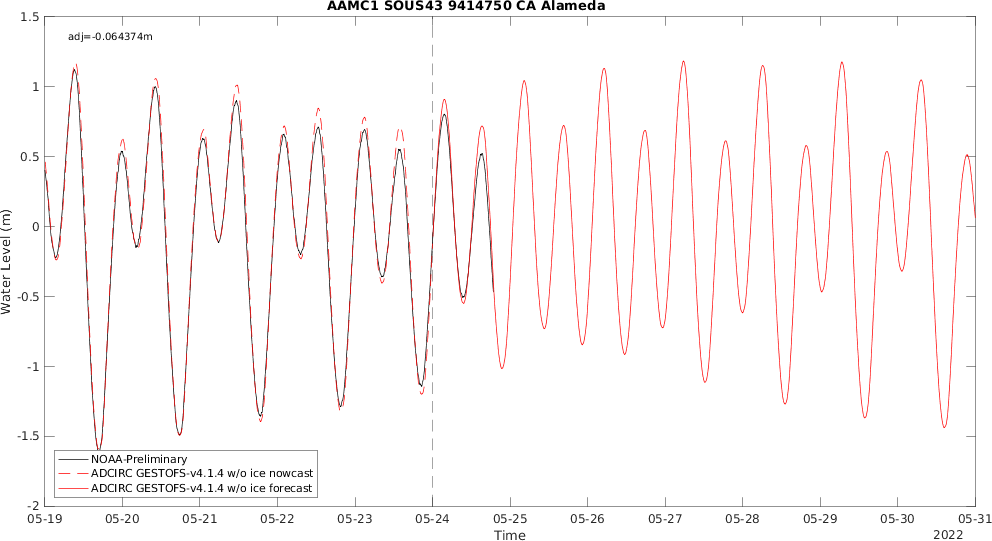 AAMC1 SOUS43 9414750 CA Alameda
adj=-0.064374m
1.5
1
0.5
0
-0.5
-1
-1.5
-2
Water Level (m)
NOAA-Preliminary
ADCIRC GESTOFS-v4.1.4 w/o ice nowcast
ADCIRC GESTOFS-v4.1.4 w/o ice forecast
05-19 05-20 05-21 05-22 05-23 05-24 05-25 05-26 05-27 05-28 05-29 05-30 05-31
Time
2022